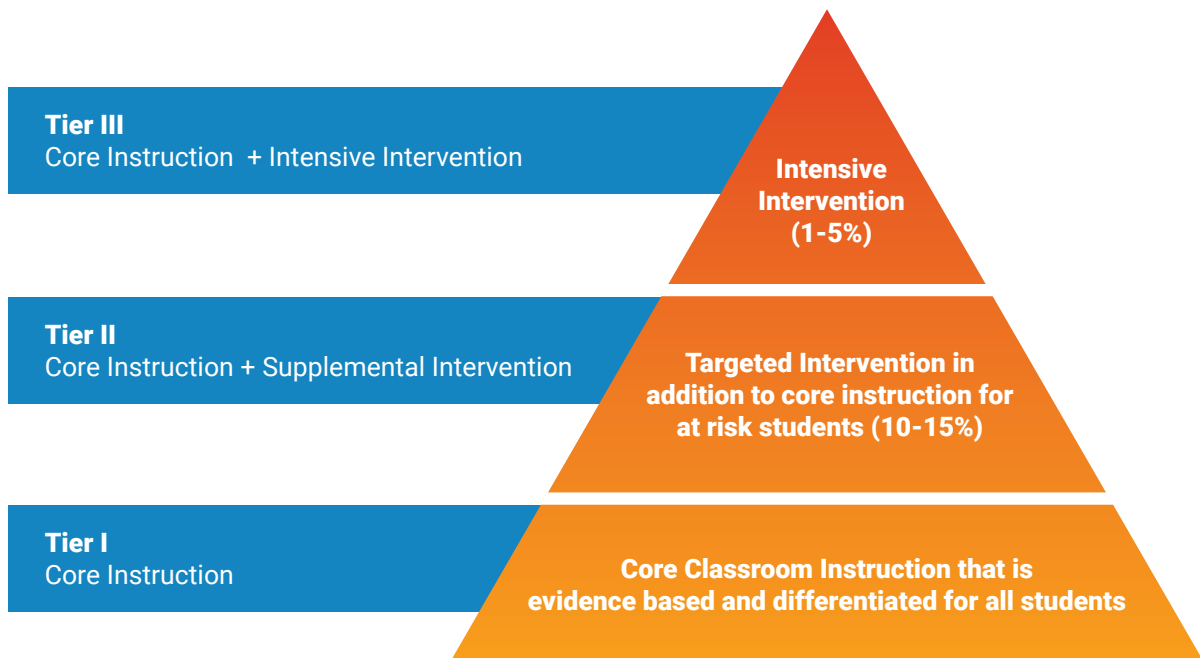 Tier III
Core Instruction + Intensive Intervention
Intensive
Intervention
(1-5%)
Tier II
Core Instruction + Supplemental Intervention
Targeted Intervention in
addition to core instruction for
at risk students (10-15%)
Tier I
Core Instruction
Core Classroom Instruction that is
evidence based and differentiated for all students